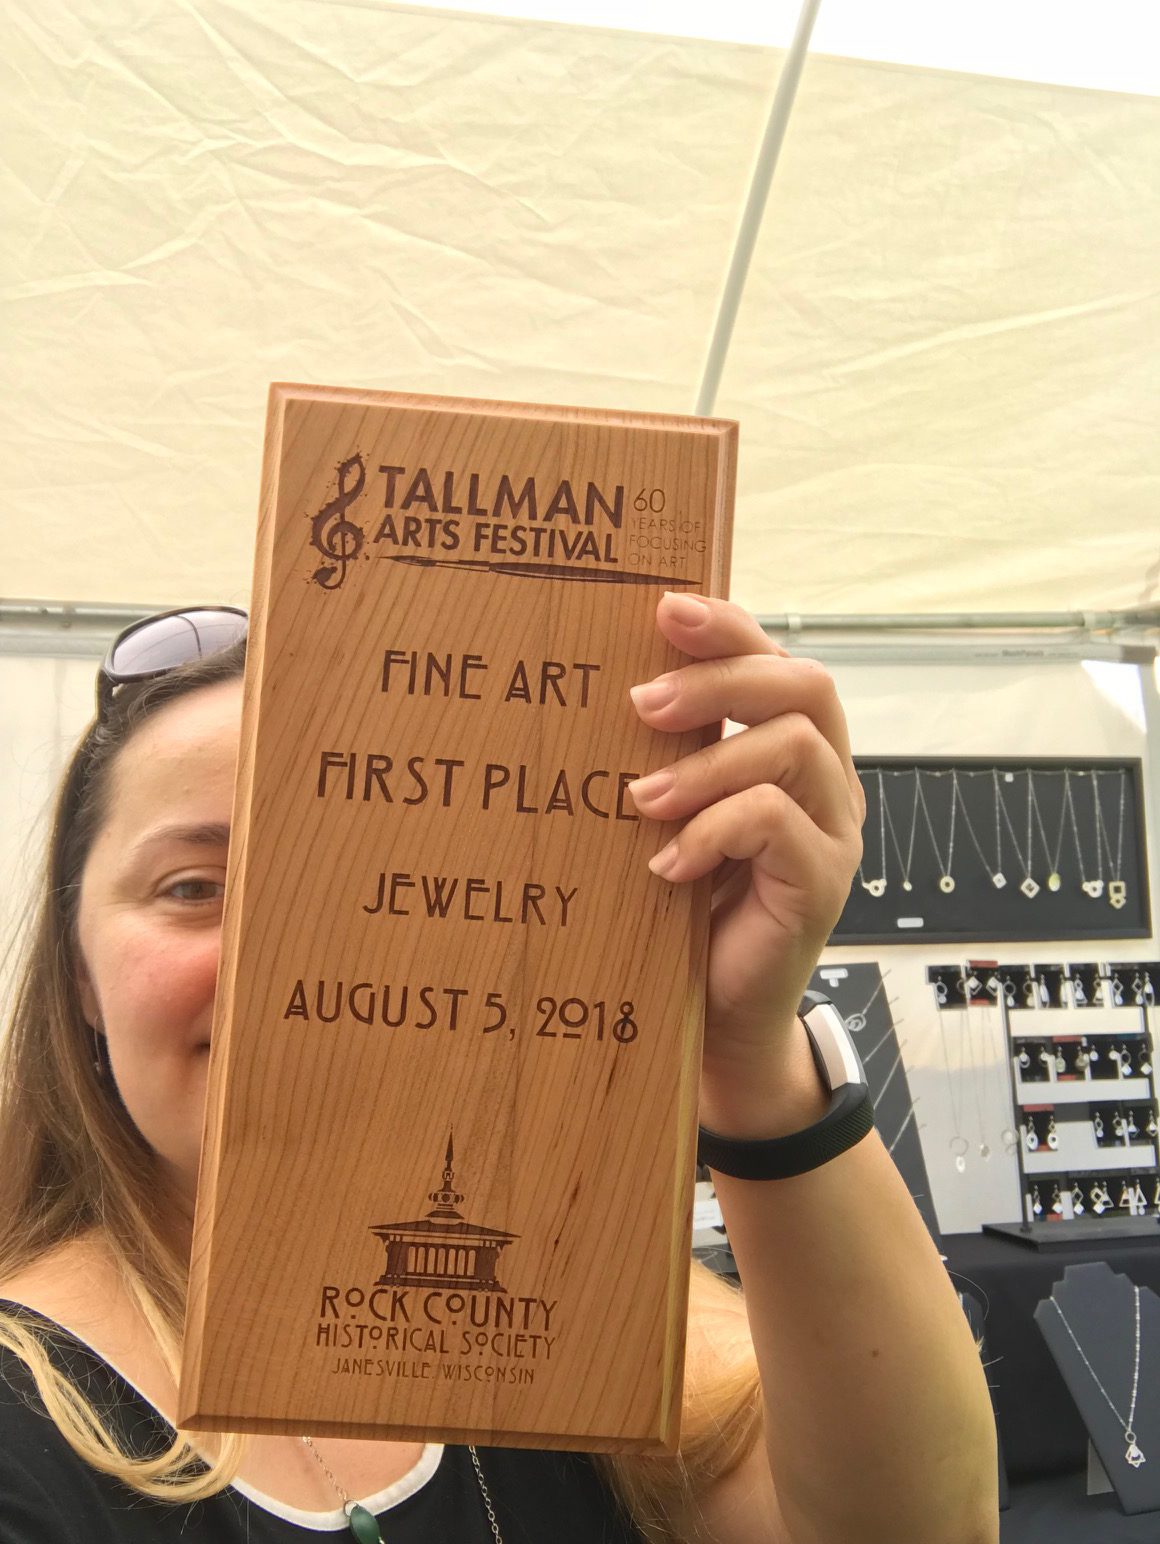 TALLMAN
ARTS FESTIVAL
60
YEARS OF
FOCUSING
ON ART
FINE ART
FIRST PLACE
JEWELRY
AUGUST 5, 2018
ROCK COUNTY
HISTORICAL SOCIETY
JANESVILLE, WISCONSIN